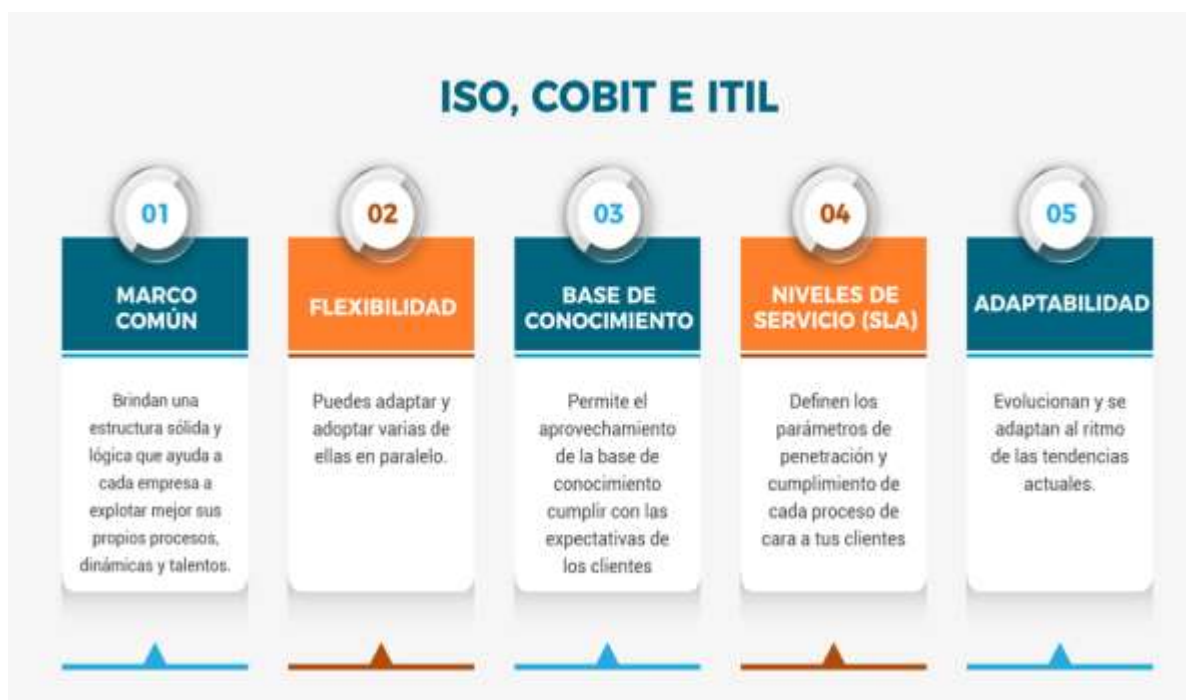 ISO, COBIT E ITIL
01
MARCO
COMÚN
Brindan una
estructura sólida y
lógica que ayuda a
cada empresa a
explotar mejor sus
propios procesos,
dinámicas y talentos.
02
FLEXIBILIDAD
Puedes adaptar y
adoptar varias de
ellas en paralelo.
03
BASE DE
CONOCIMIENTO
Permite el
aprovechamiento
de la base de
conocimiento
cumplir con las
expectativas de
los clientes
04
NIVELES DE
SERVICIO (SLA)
Definen los
parámetros de
penetración y
cumplimiento de
cada proceso de
cara a tus clientes
05
ADAPTABILIDAD
Evolucionan y se
adaptan al ritmo
de las tendencias
actuales.